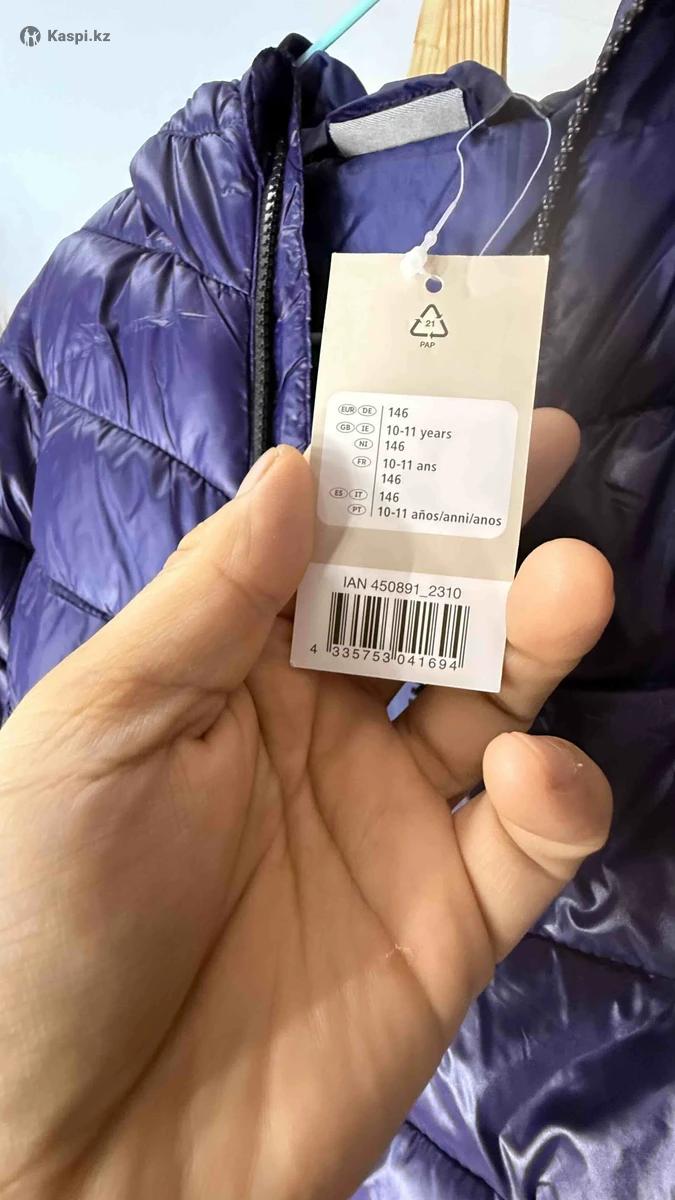 Kaspi.kz
21
PAP
EUR DE 146
GB IE 10-11 years
NI 146
FR 10-11 ans
146
ES IT 146
PT 10-11 años/anni/anos
IAN 450891_2310
4 335753 041694